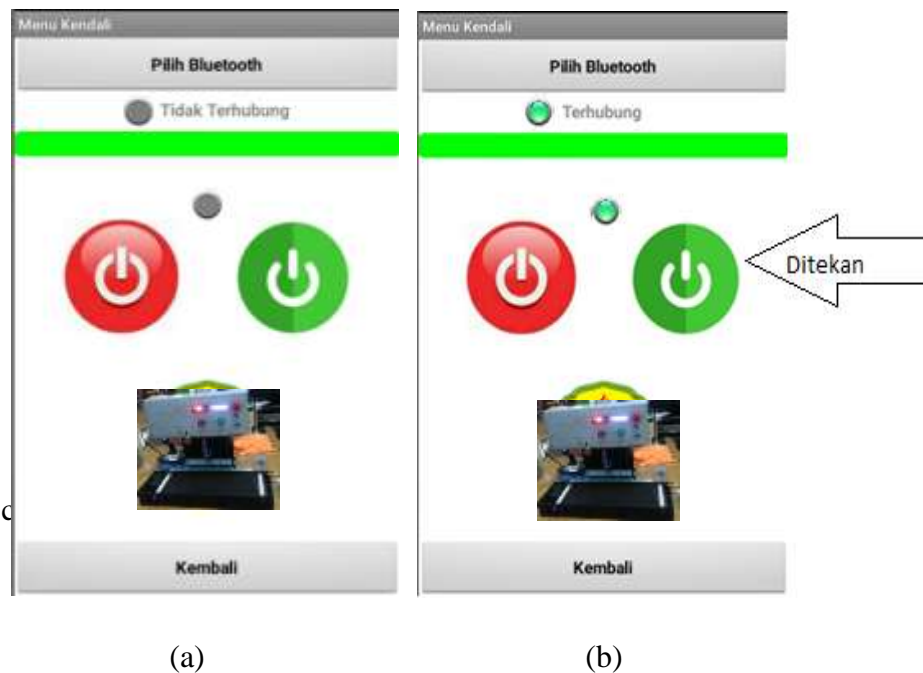 Menu Kendali
Pilih Bluetooth
Tidak Terhubung
Kembali
(a)
Menu Kendali
Pilih Bluetooth
Terhubung
Ditekan
Kembali
(b)